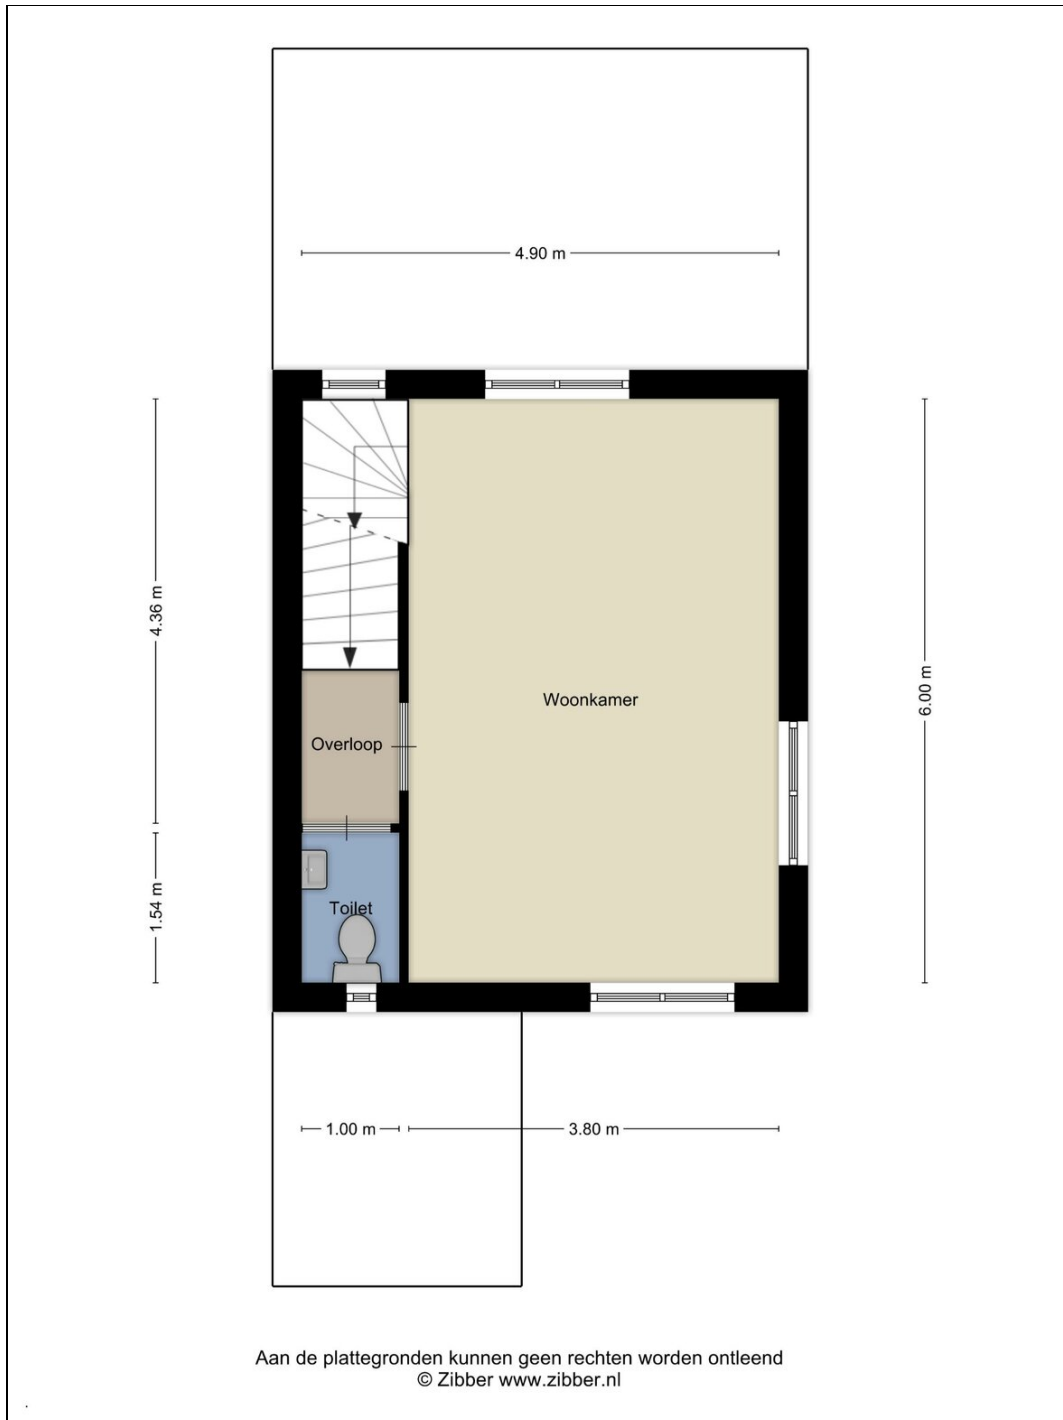 4.90 m
4.36 m
6.00 m
Woonkamer
Overloop
1.54 m
Toilet
1.00 m
3.80 m
Aan de plattegronden kunnen geen rechten worden ontleend
© Zibber www.zibber.nl